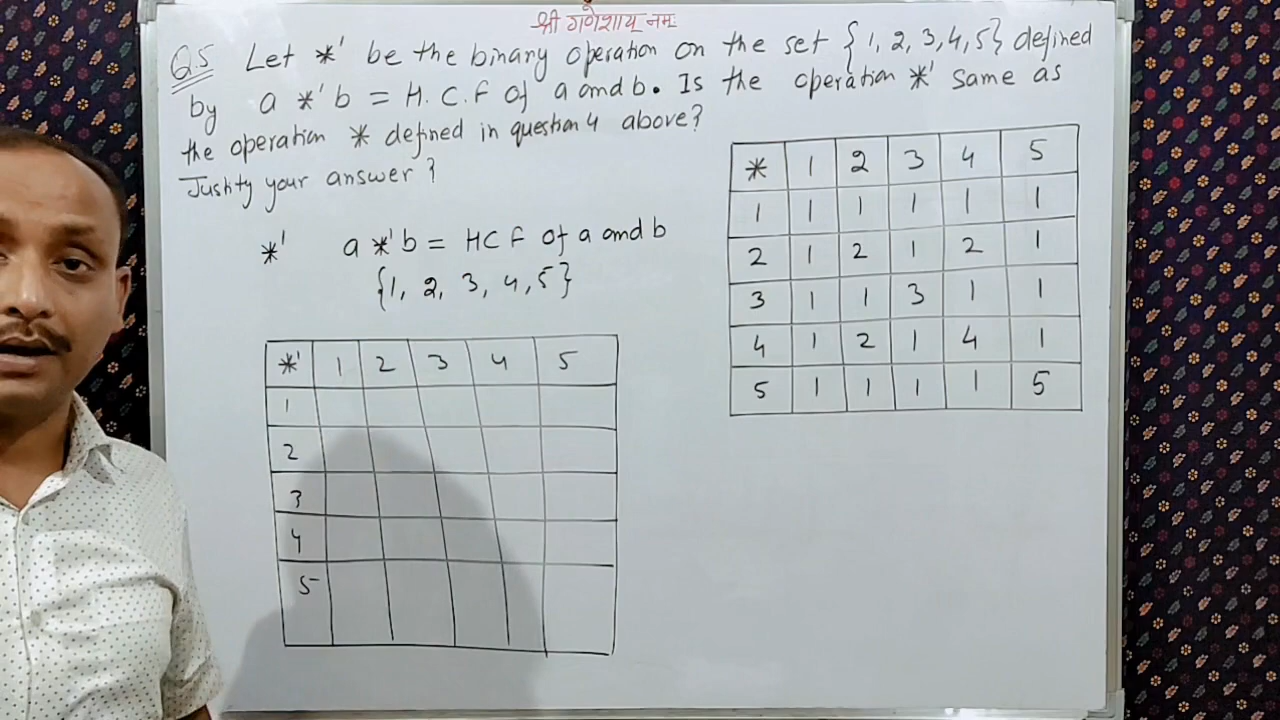 श्री गणेशाय नमः
Q.5 Let *' be the binary operation on the set {1, 2, 3, 4, 5} defined
by a *' b = H.C.F of a and b. Is the operation *' same as
the operation * defined in question 4 above?
Justity your answer ?
*' a *' b = HCF of a and b
{1, 2, 3, 4, 5}
*' 1 2 3 4 5
1
2
3
4
5
* 1 2 3 4 5
1 1 1 1 1 1
2 1 2 1 2 1
3 1 1 3 1 1
4 1 2 1 4 1
5 1 1 1 1 5